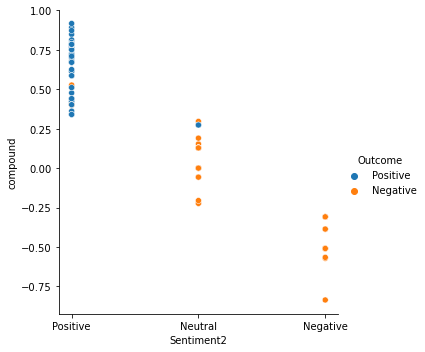 1.00
0.75
0.50
0.25
0.00
−0.25
−0.50
−0.75
compound
Positive
Neutral
Negative
Sentiment2
Outcome
Positive
Negative